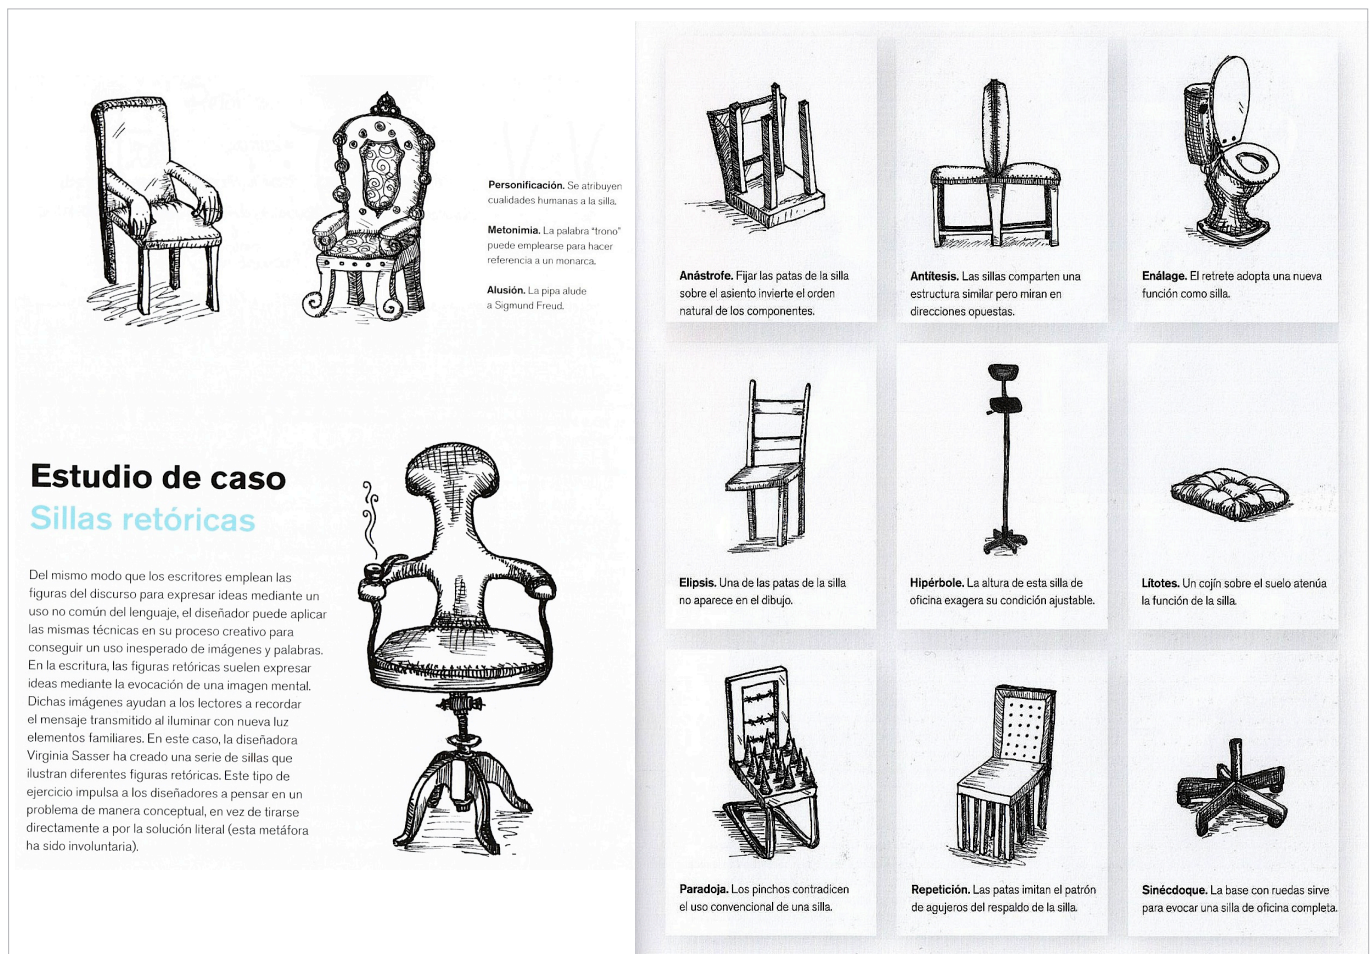 Personificación. Se atribuyen
cualidades humanas a la silla.
Metonimia. La palabra "trono"
puede emplearse para hacer
referencia a un monarca.
Alusión. La pipa alude
a Sigmund Freud.
Estudio de caso
Sillas retóricas
Del mismo modo que los escritores emplean las
figuras del discurso para expresar ideas mediante un
uso no común del lenguaje, el diseñador puede aplicar
las mismas técnicas en su proceso creativo para
conseguir un uso inesperado de imágenes y palabras.
En la escritura, las figuras retóricas suelen expresar
ideas mediante la evocación de una imagen mental.
Dichas imágenes ayudan a los lectores a recordar
el mensaje transmitido al iluminar con nueva luz
elementos familiares. En este caso, la diseñadora
Virginia Sasser ha creado una serie de sillas que
ilustran diferentes figuras retóricas. Este tipo de
ejercicio impulsa a los diseñadores a pensar en un
problema de manera conceptual, en vez de tirarse
directamente a por la solución literal (esta metáfora
ha sido involuntaria).
Anástrofe. Fijar las patas de la silla
sobre el asiento invierte el orden
natural de los componentes.
Antítesis. Las sillas comparten una
estructura similar pero miran en
direcciones opuestas.
Enálage. El retrete adopta una nueva
función como silla.
Elipsis. Una de las patas de la silla
no aparece en el dibujo.
Hipérbole. La altura de esta silla de
oficina exagera su condición ajustable.
Lítotes. Un cojín sobre el suelo atenúa
la función de la silla.
Paradoja. Los pinchos contradicen
el uso convencional de una silla.
Repetición. Las patas imitan el patrón
de agujeros del respaldo de la silla.
Sinécdoque. La base con ruedas sirve
para evocar una silla de oficina completa.